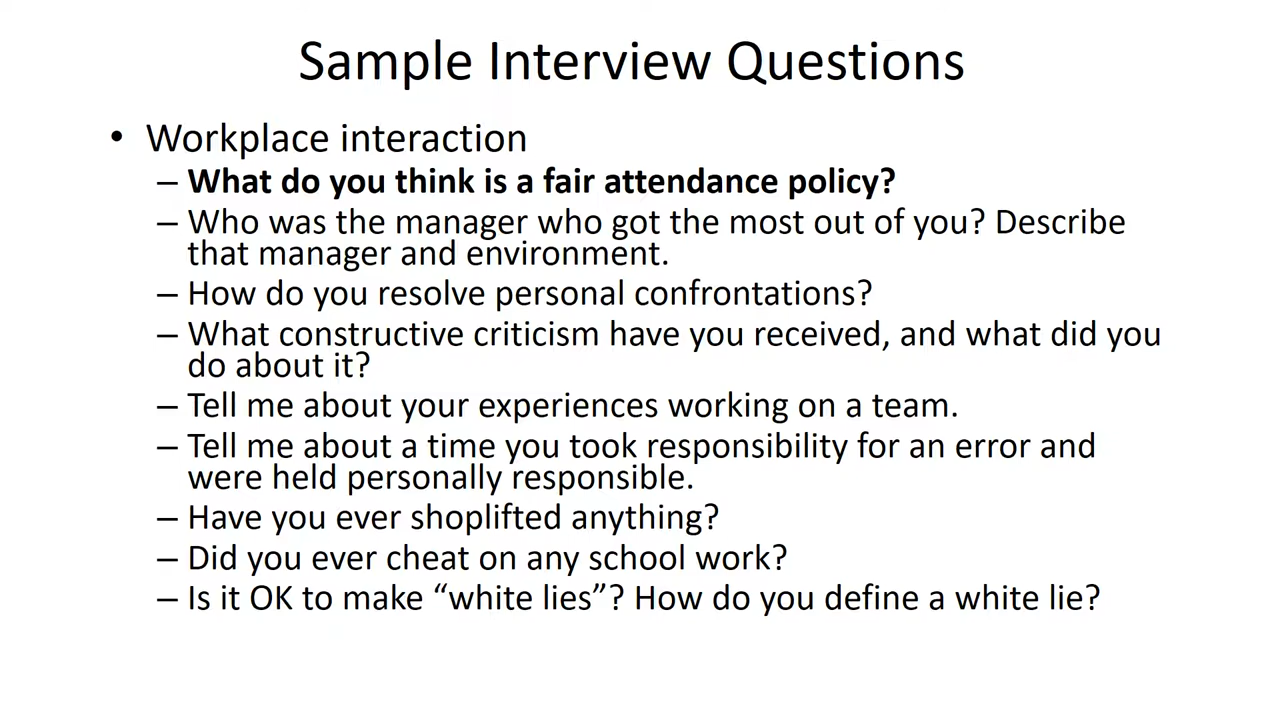 Sample Interview Questions
• Workplace interaction
– What do you think is a fair attendance policy?
– Who was the manager who got the most out of you? Describe
that manager and environment.
– How do you resolve personal confrontations?
– What constructive criticism have you received, and what did you
do about it?
– Tell me about your experiences working on a team.
– Tell me about a time you took responsibility for an error and
were held personally responsible.
– Have you ever shoplifted anything?
– Did you ever cheat on any school work?
– Is it OK to make “white lies”? How do you define a white lie?